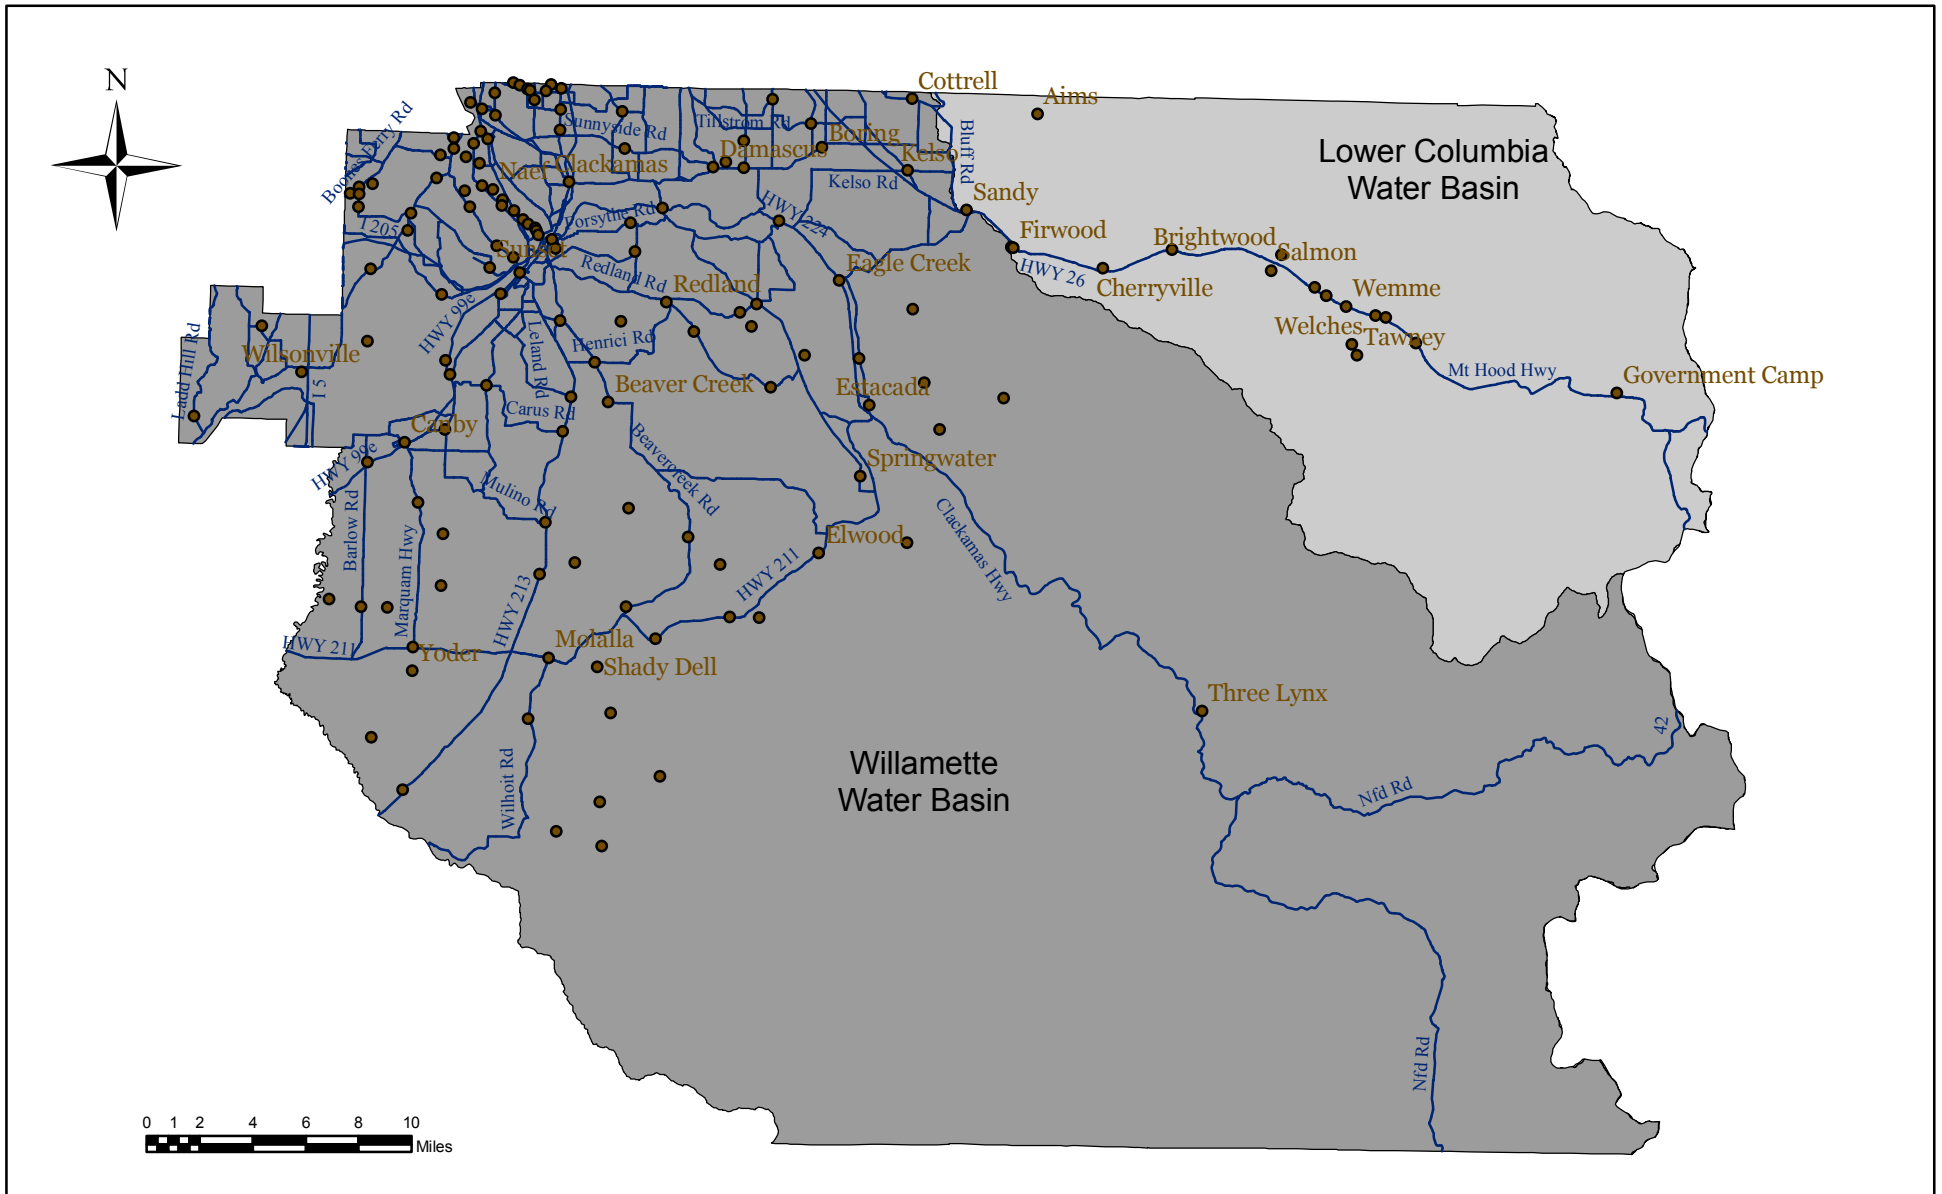 N
Cottrell
Aims
Boones Ferry Rd
Sunnyside Rd
Tillstrom Rd
Boring
Bluff Rd
Lower Columbia
Water Basin
Naef
Clackamas
Damascus
Kelso
Kelso Rd
Sandy
HWY 224
Forsythe Rd
I 205
Firwood
Brightwood
Salmon
Sunset
Redland Rd
Eagle Creek
HWY 26
Cherryville
Redland
Wemme
HWY 99e
Leland Rd
Henrici Rd
Welches
Tawney
Ladd Hill Rd
Wilsonville
I 5
Beaver Creek
Estacada
Mt Hood Hwy
Government Camp
Carus Rd
Canby
HWY 99e
Beavercreek Rd
Springwater
Mulino Rd
Barlow Rd
Marquam Hwy
Elwood
Clackamas Hwy
HWY 211
HWY 213
HWY 211
Yoder
Molalla
Shady Dell
Three Lynx
42
Wilhoit Rd
Willamette
Water Basin
Nfd Rd
Nfd Rd
0 1 2 4 6 8 10
Miles